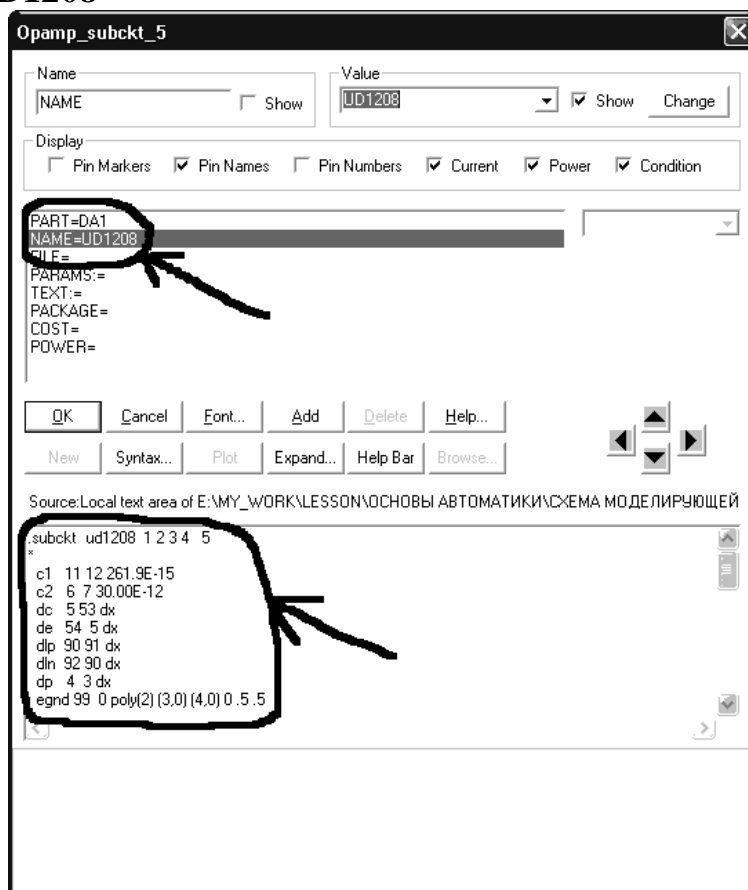 D1208
Opamp_subckt_5
Name
NAME
Show
Value
UD1208
Show
Change
Display
Pin Markers
Pin Names
Pin Numbers
Current
Power
Condition
PART=DA1
NAME=UD1208
FILE=
PARAMS:=
TEXT:=
PACKAGE=
COST=
POWER=
OK
Cancel
Font...
Add
Delete
Help...
New
Syntax...
Plot
Expand...
Help Bar
Browse...
Source:Local text area of E:\MY_WORK\LESSON\ОСНОВЫ АВТОМАТИКИ\СХЕМА МОДЕЛИРУЮЩЕЙ
.subckt ud1208 1 2 3 4 5
*
c1 11 12 261.9E-15
c2 6 7 30.00E-12
dc 5 53 dx
de 54 5 dx
dlp 90 91 dx
dln 92 90 dx
dp 4 3 dx
egnd 99 0 poly(2) (3,0) (4,0) 0 .5 .5